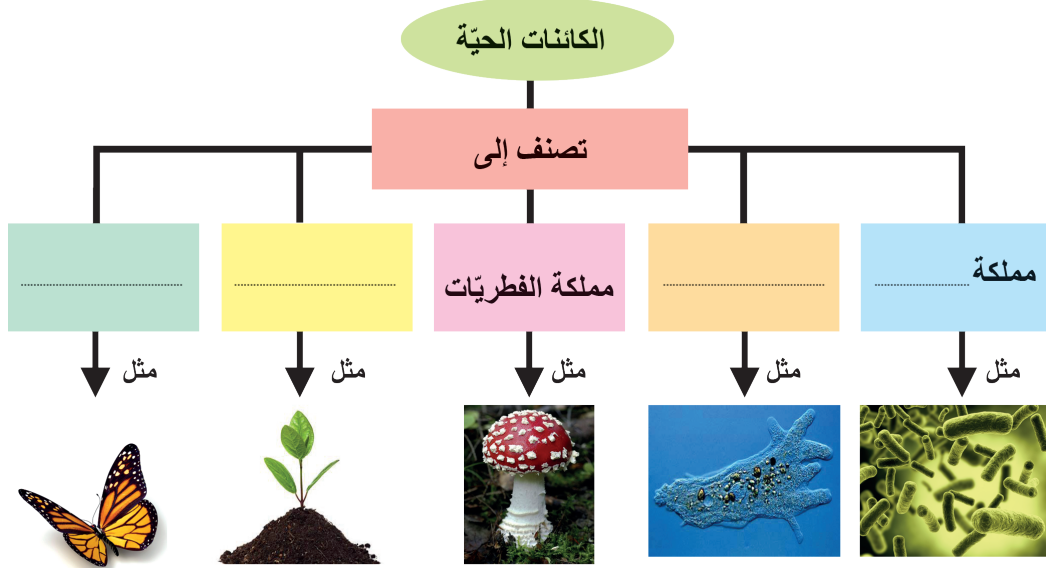 الكائنات الحيّة
تصنف إلى
مملكة ..................
..................
مملكة الفطريّات
..................
..................
مثل
مثل
مثل
مثل
مثل